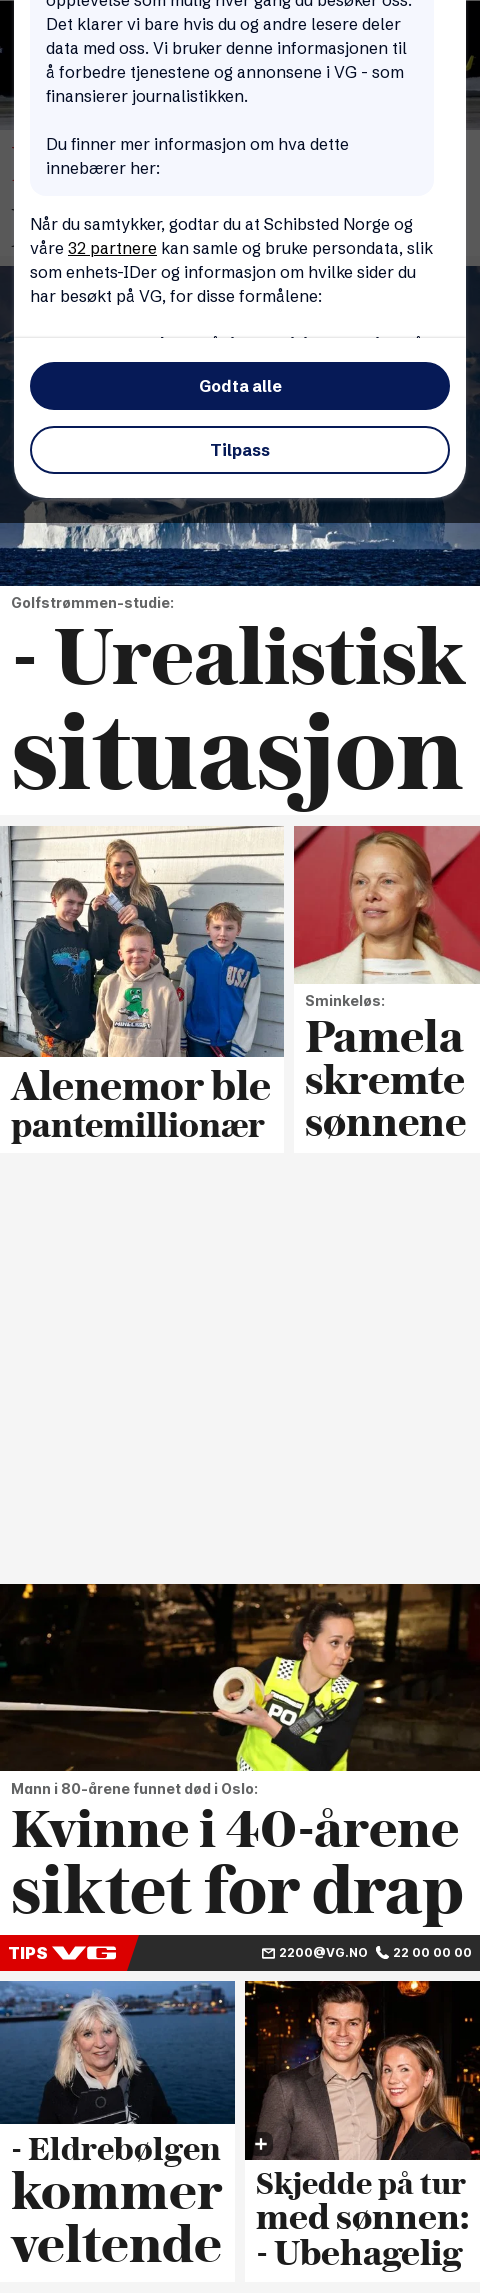 opplevelse som mulig hver gang du besøker oss.
Det klarer vi bare hvis du og andre lesere deler
data med oss. Vi bruker denne informasjonen til
å forbedre tjenestene og annonsene i VG - som
finansierer journalistikken.
Du finner mer informasjon om hva dette
innebærer her:
Når du samtykker, godtar du at Schibsted Norge og
våre 32 partnere kan samle og bruke persondata, slik
som enhets-IDer og informasjon om hvilke sider du
har besøkt på VG, for disse formålene:
Godta alle
Tilpass
Golfstrømmen-studie:
- Urealistisk
situasjon
Alenemor ble
pantemillionær
Sminkeløs:
Pamela
skremte
sønnene
Mann i 80-årene funnet død i Oslo:
Kvinne i 40-årene
siktet for drap
TIPS VG 2200@VG.NO 22 00 00 00
- Eldrebølgen
kommer
veltende
Skjedde på tur
med sønnen:
- Ubehagelig